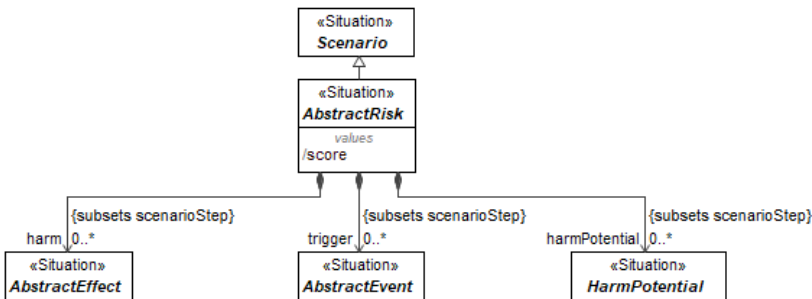 «Situation»
Scenario
«Situation»
AbstractRisk
values
/score
{subsets scenarioStep} {subsets scenarioStep} {subsets scenarioStep}
harm 0..* trigger 0..* harmPotential 0..*
«Situation» «Situation» «Situation»
AbstractEffect AbstractEvent HarmPotential